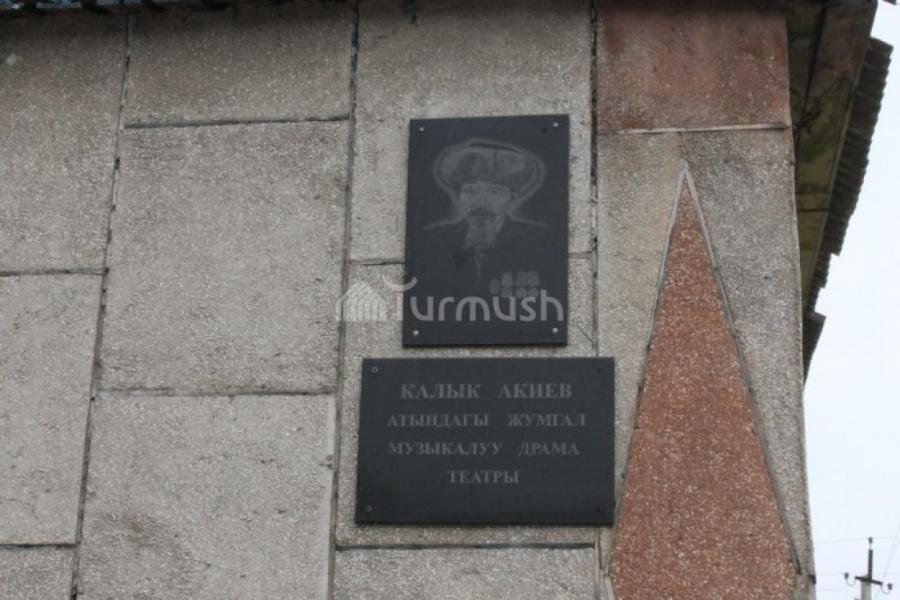 Turmush
КАЛЫК АКИЕВ
АТЫНДАГЫ ЖУМГАЛ
МУЗЫКАЛУУ ДРАМА
ТЕАТРЫ